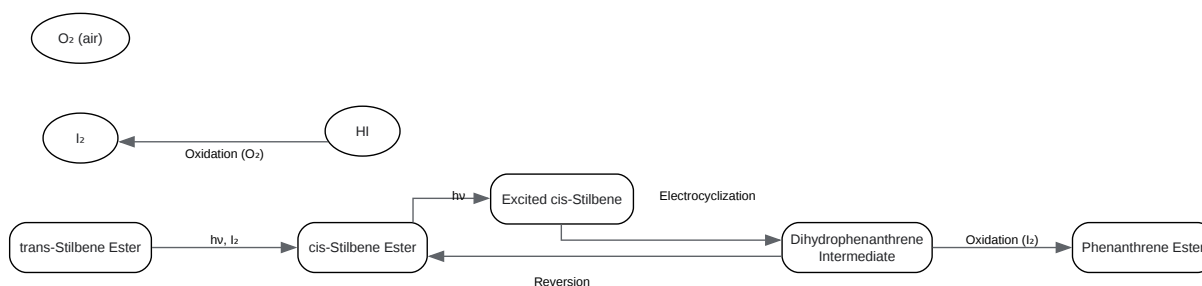 O₂ (air)
I₂
HI
Oxidation (O₂)
Excited cis-Stilbene
hν
Electrocyclization
trans-Stilbene Ester
hν, I₂
cis-Stilbene Ester
Dihydrophenanthrene
Intermediate
Oxidation (I₂)
Phenanthrene Ester
Reversion